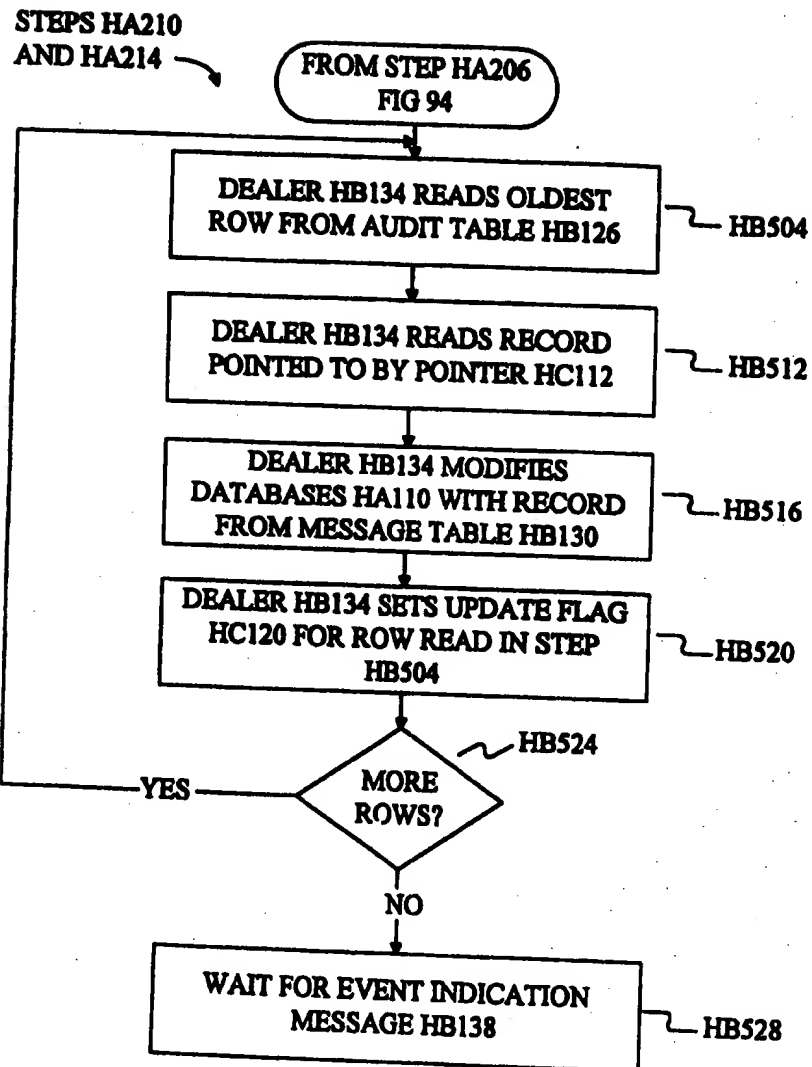 STEPS HA210
AND HA214
FROM STEP HA206
FIG 94
DEALER HB134 READS OLDEST
ROW FROM AUDIT TABLE HB126
HB504
DEALER HB134 READS RECORD
POINTED TO BY POINTER HC112
HB512
DEALER HB134 MODIFIES
DATABASES HA110 WITH RECORD
FROM MESSAGE TABLE HB130
HB516
DEALER HB134 SETS UPDATE FLAG
HC120 FOR ROW READ IN STEP
HB504
HB520
HB524
MORE
ROWS?
YES
NO
WAIT FOR EVENT INDICATION
MESSAGE HB138
HB528